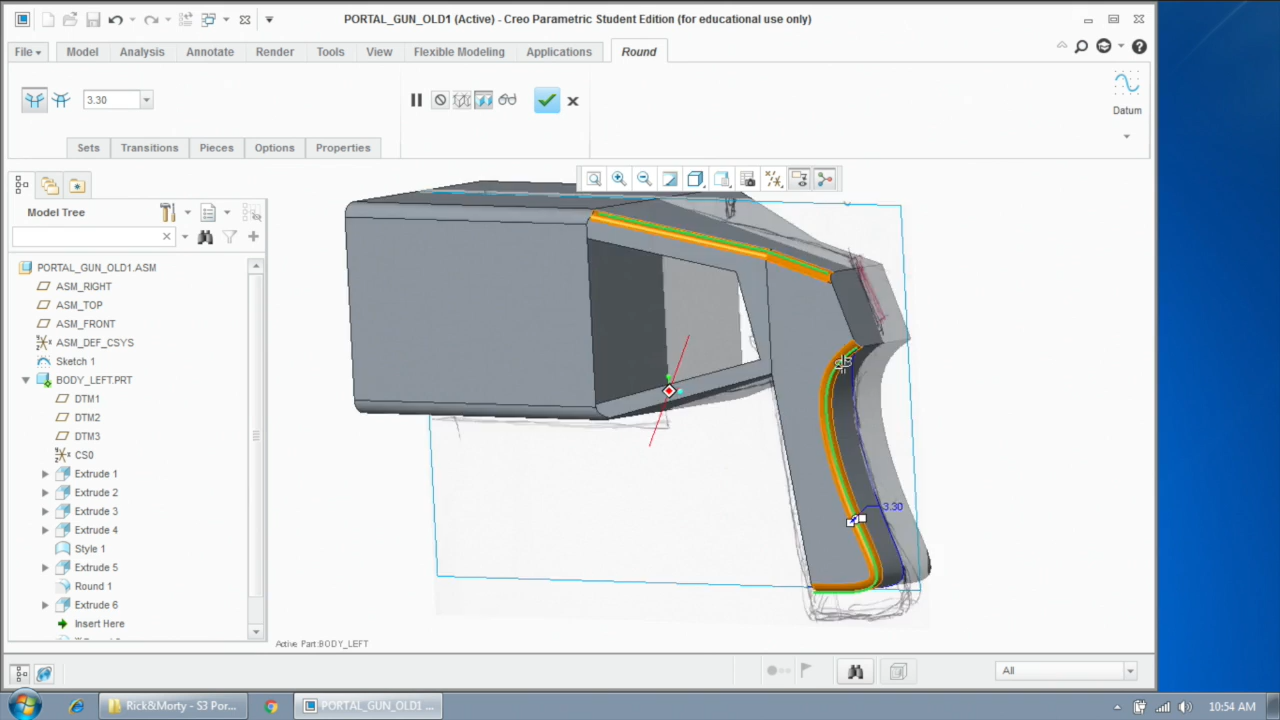 PORTAL_GUN_OLD1 (Active) - Creo Parametric Student Edition (for educational use only)
File Model Analysis Annotate Render Tools View Flexible Modeling Applications Round
3.30
Datum
Sets Transitions Pieces Options Properties
Model Tree
PORTAL_GUN_OLD1.ASM
ASM_RIGHT
ASM_TOP
ASM_FRONT
ASM_DEF_CSYS
Sketch 1
BODY_LEFT.PRT
DTM1
DTM2
DTM3
CS0
Extrude 1
Extrude 2
Extrude 3
Extrude 4
Style 1
Extrude 5
Round 1
Extrude 6
Insert Here
3.30
Active Part:BODY_LEFT
All
Rick&Morty - S3 Por...
PORTAL_GUN_OLD1 ...
10:54 AM